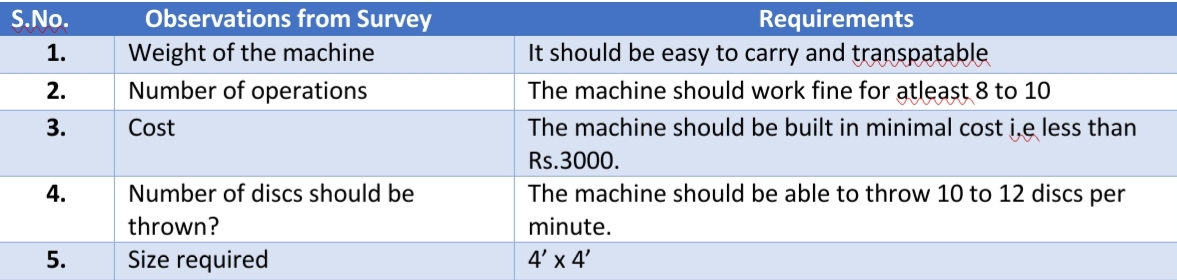 S.No. Observations from Survey Requirements
1. Weight of the machine It should be easy to carry and transpatable
2. Number of operations The machine should work fine for atleast 8 to 10
3. Cost The machine should be built in minimal cost i.e less than
Rs.3000.
4. Number of discs should be The machine should be able to throw 10 to 12 discs per
thrown? minute.
5. Size required 4’ x 4’